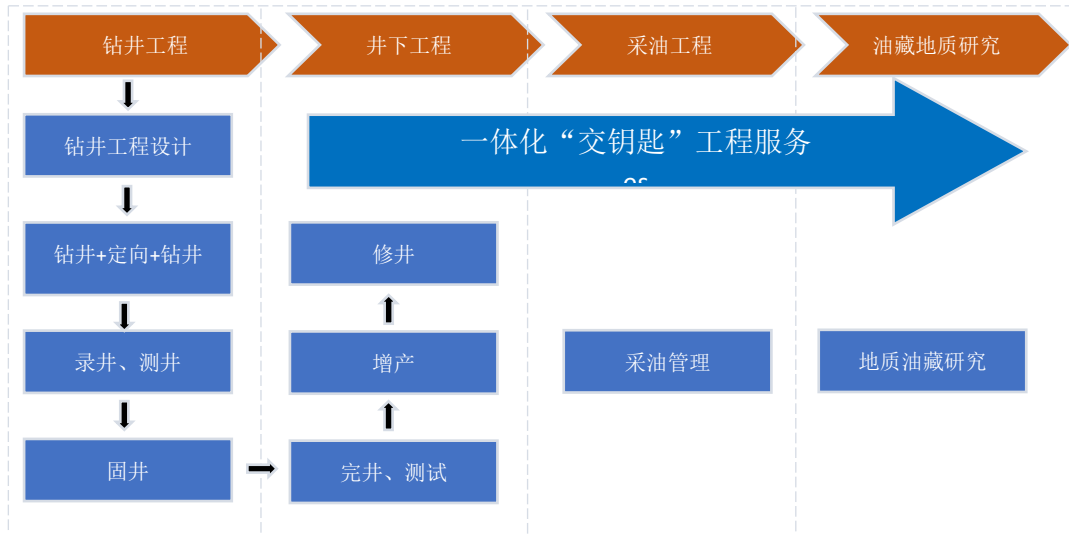 钻井工程
井下工程
采油工程
油藏地质研究
钻井工程设计
一体化“交钥匙”工程服务
钻井+定向+钻井
修井
录井、测井
增产
采油管理
地质油藏研究
固井
完井、测试